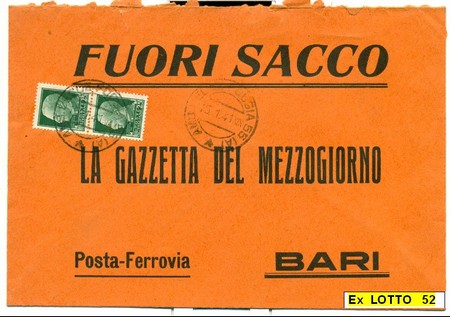 FUORI SACCO
LA GAZZETTA DEL MEZZOGIORNO
Posta-Ferrovia
BARI
Ex LOTTO 52